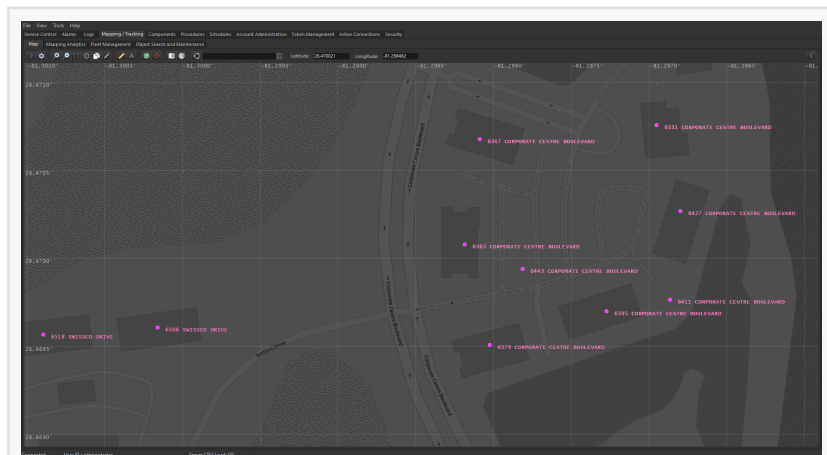 File View Tools Help
Service Control Alarms Logs Mapping / Tracking Components Procedures Schedules Account Administration Token Management Active Connections Security
Map Mapping Analytics Fleet Management Object Search and Maintenance
Latitude: 28.470021 Longitude: -81.298462
-81.3010° -81.3005° -81.3000° -81.2995° -81.2990° -81.2985° -81.2980° -81.2975° -81.2970° -81.2965° -81.
28.4710°
6331 CORPORATE CENTRE BOULEVARD
6347 CORPORATE CENTRE BOULEVARD
Corporate Centre Boulevard
28.4705°
6427 CORPORATE CENTRE BOULEVARD
6363 CORPORATE CENTRE BOULEVARD
28.4700°
6443 CORPORATE CENTRE BOULEVARD
Corporate Centre Boulevard
6411 CORPORATE CENTRE BOULEVARD
6395 CORPORATE CENTRE BOULEVARD
6506 SWISSCO DRIVE
6518 SWISSCO DRIVE
28.4695°
Swissco Drive
6379 CORPORATE CENTRE BOULEVARD
Corporate Centre Boulevard
28.4690°